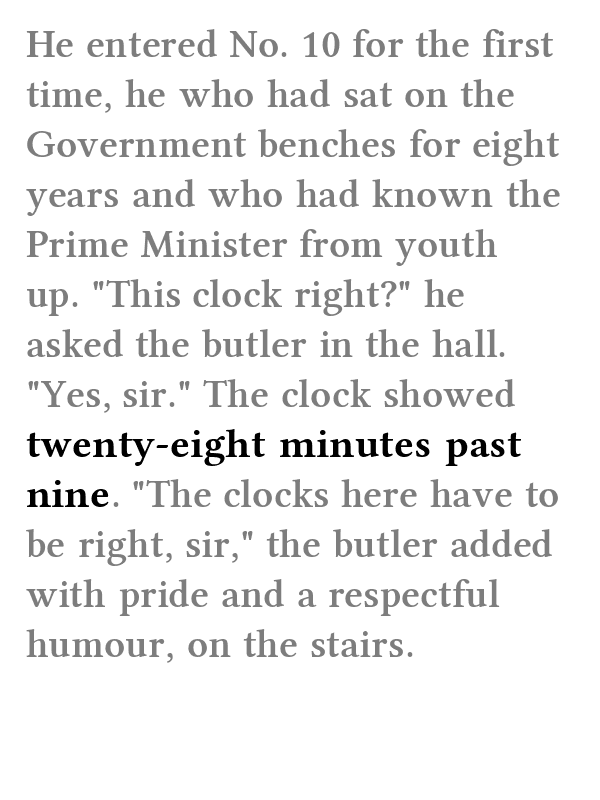 He entered No. 10 for the first
time, he who had sat on the
Government benches for eight
years and who had known the
Prime Minister from youth
up. "This clock right?" he
asked the butler in the hall.
"Yes, sir." The clock showed
twenty-eight minutes past
nine. "The clocks here have to
be right, sir," the butler added
with pride and a respectful
humour, on the stairs.